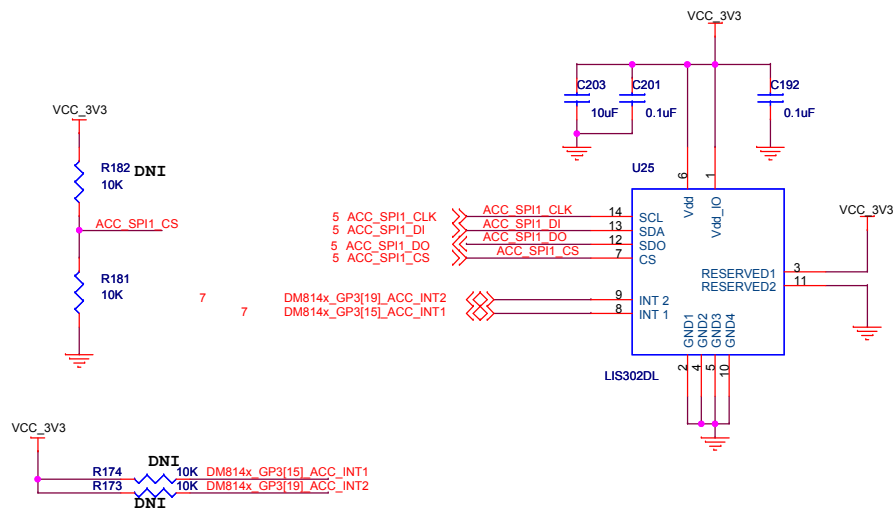 VCC_3V3
C203
C201
C192
10uF
0.1uF
0.1uF
VCC_3V3
U25
R182 DNI
10K
6
1
Vdd
Vdd_IO
VCC_3V3
ACC_SPI1_CS
5 ACC_SPI1_CLK ACC_SPI1_CLK 14 SCL
5 ACC_SPI1_DI ACC_SPI1_DI 13 SDA
5 ACC_SPI1_DO ACC_SPI1_DO 12 SDO
5 ACC_SPI1_CS ACC_SPI1_CS 7 CS
RESERVED1 3
RESERVED2 11
R181
10K
7 DM814x_GP3[19]_ACC_INT2 9 INT 2
7 DM814x_GP3[15]_ACC_INT1 8 INT 1
GND1
GND2
GND3
GND4
2
4
5
10
LIS302DL
VCC_3V3
DNI
R174 10K DM814x_GP3[15]_ACC_INT1
R173 10K DM814x_GP3[19]_ACC_INT2
DNI